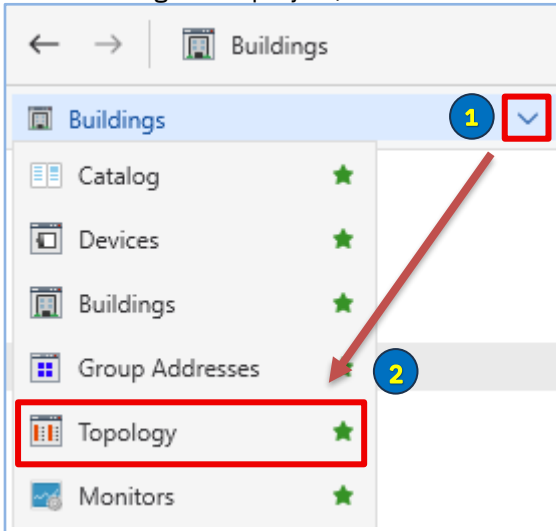 Buildings
Buildings
1
Catalog
Devices
Buildings
Group Addresses
2
Topology
Monitors